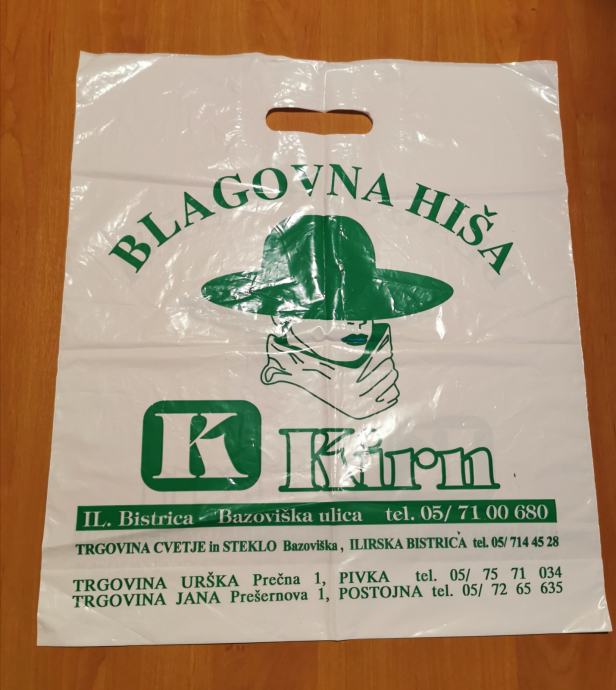 BLAGOVNA HIŠA
K Kirn
IL. Bistrica - Bazoviška ulica tel. 05/ 71 00 680
TRGOVINA CVETJE in STEKLO Bazoviška, ILIRSKA BISTRICA tel. 05/ 714 45 28
TRGOVINA URŠKA Prečna 1, PIVKA tel. 05/ 75 71 034
TRGOVINA JANA Prešernova 1, POSTOJNA tel. 05/ 72 65 635